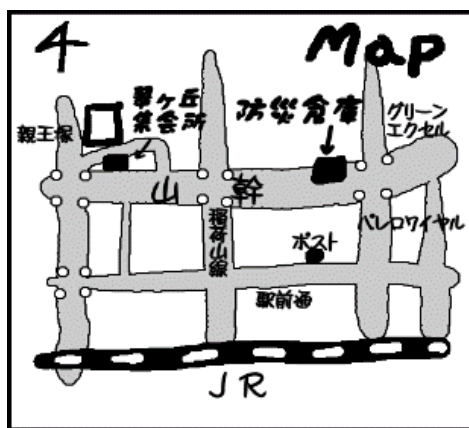 4
Map
翠ヶ丘
集会所
防災倉庫
グリーン
エクセル
親王塚
山幹
稲荷山線
パレロワイヤル
ポスト
駅前通
JR